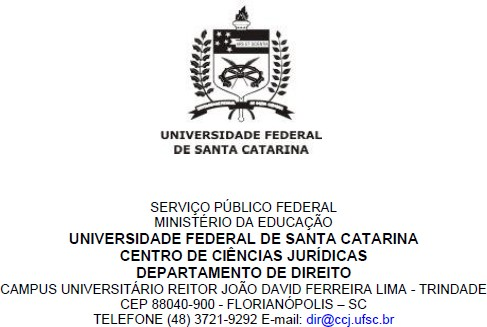 UNIVERSIDADE FEDERAL
DE SANTA CATARINA
SERVIÇO PÚBLICO FEDERAL
MINISTÉRIO DA EDUCAÇÃO
UNIVERSIDADE FEDERAL DE SANTA CATARINA
CENTRO DE CIÊNCIAS JURÍDICAS
DEPARTAMENTO DE DIREITO
CAMPUS UNIVERSITÁRIO REITOR JOÃO DAVID FERREIRA LIMA - TRINDADE
CEP 88040-900 - FLORIANÓPOLIS – SC
TELEFONE (48) 3721-9292 E-mail: dir@ccj.ufsc.br